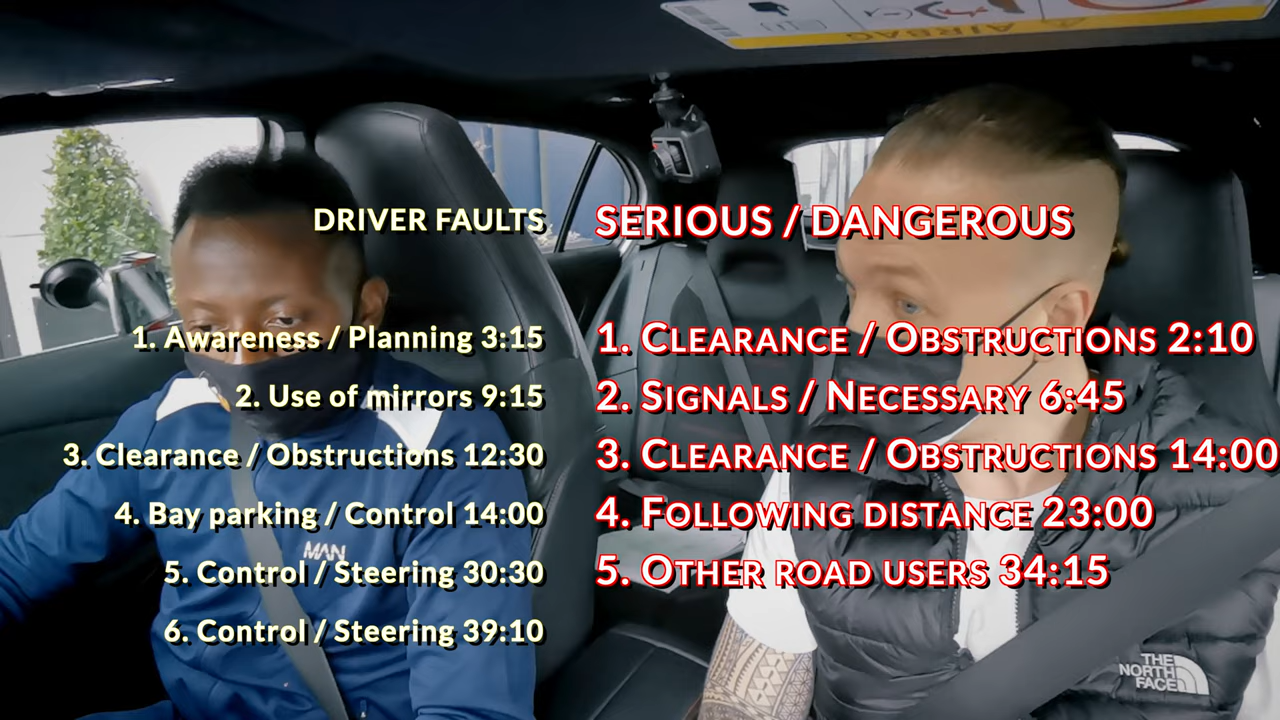 AIRBAG
DRIVER FAULTS
1. Awareness / Planning 3:15
2. Use of mirrors 9:15
3. Clearance / Obstructions 12:30
4. Bay parking / Control 14:00
5. Control / Steering 30:30
6. Control / Steering 39:10
SERIOUS / DANGEROUS
1. CLEARANCE / OBSTRUCTIONS 2:10
2. SIGNALS / NECESSARY 6:45
3. CLEARANCE / OBSTRUCTIONS 14:00
4. FOLLOWING DISTANCE 23:00
5. OTHER ROAD USERS 34:15
MAN
THE
NORTH
FACE